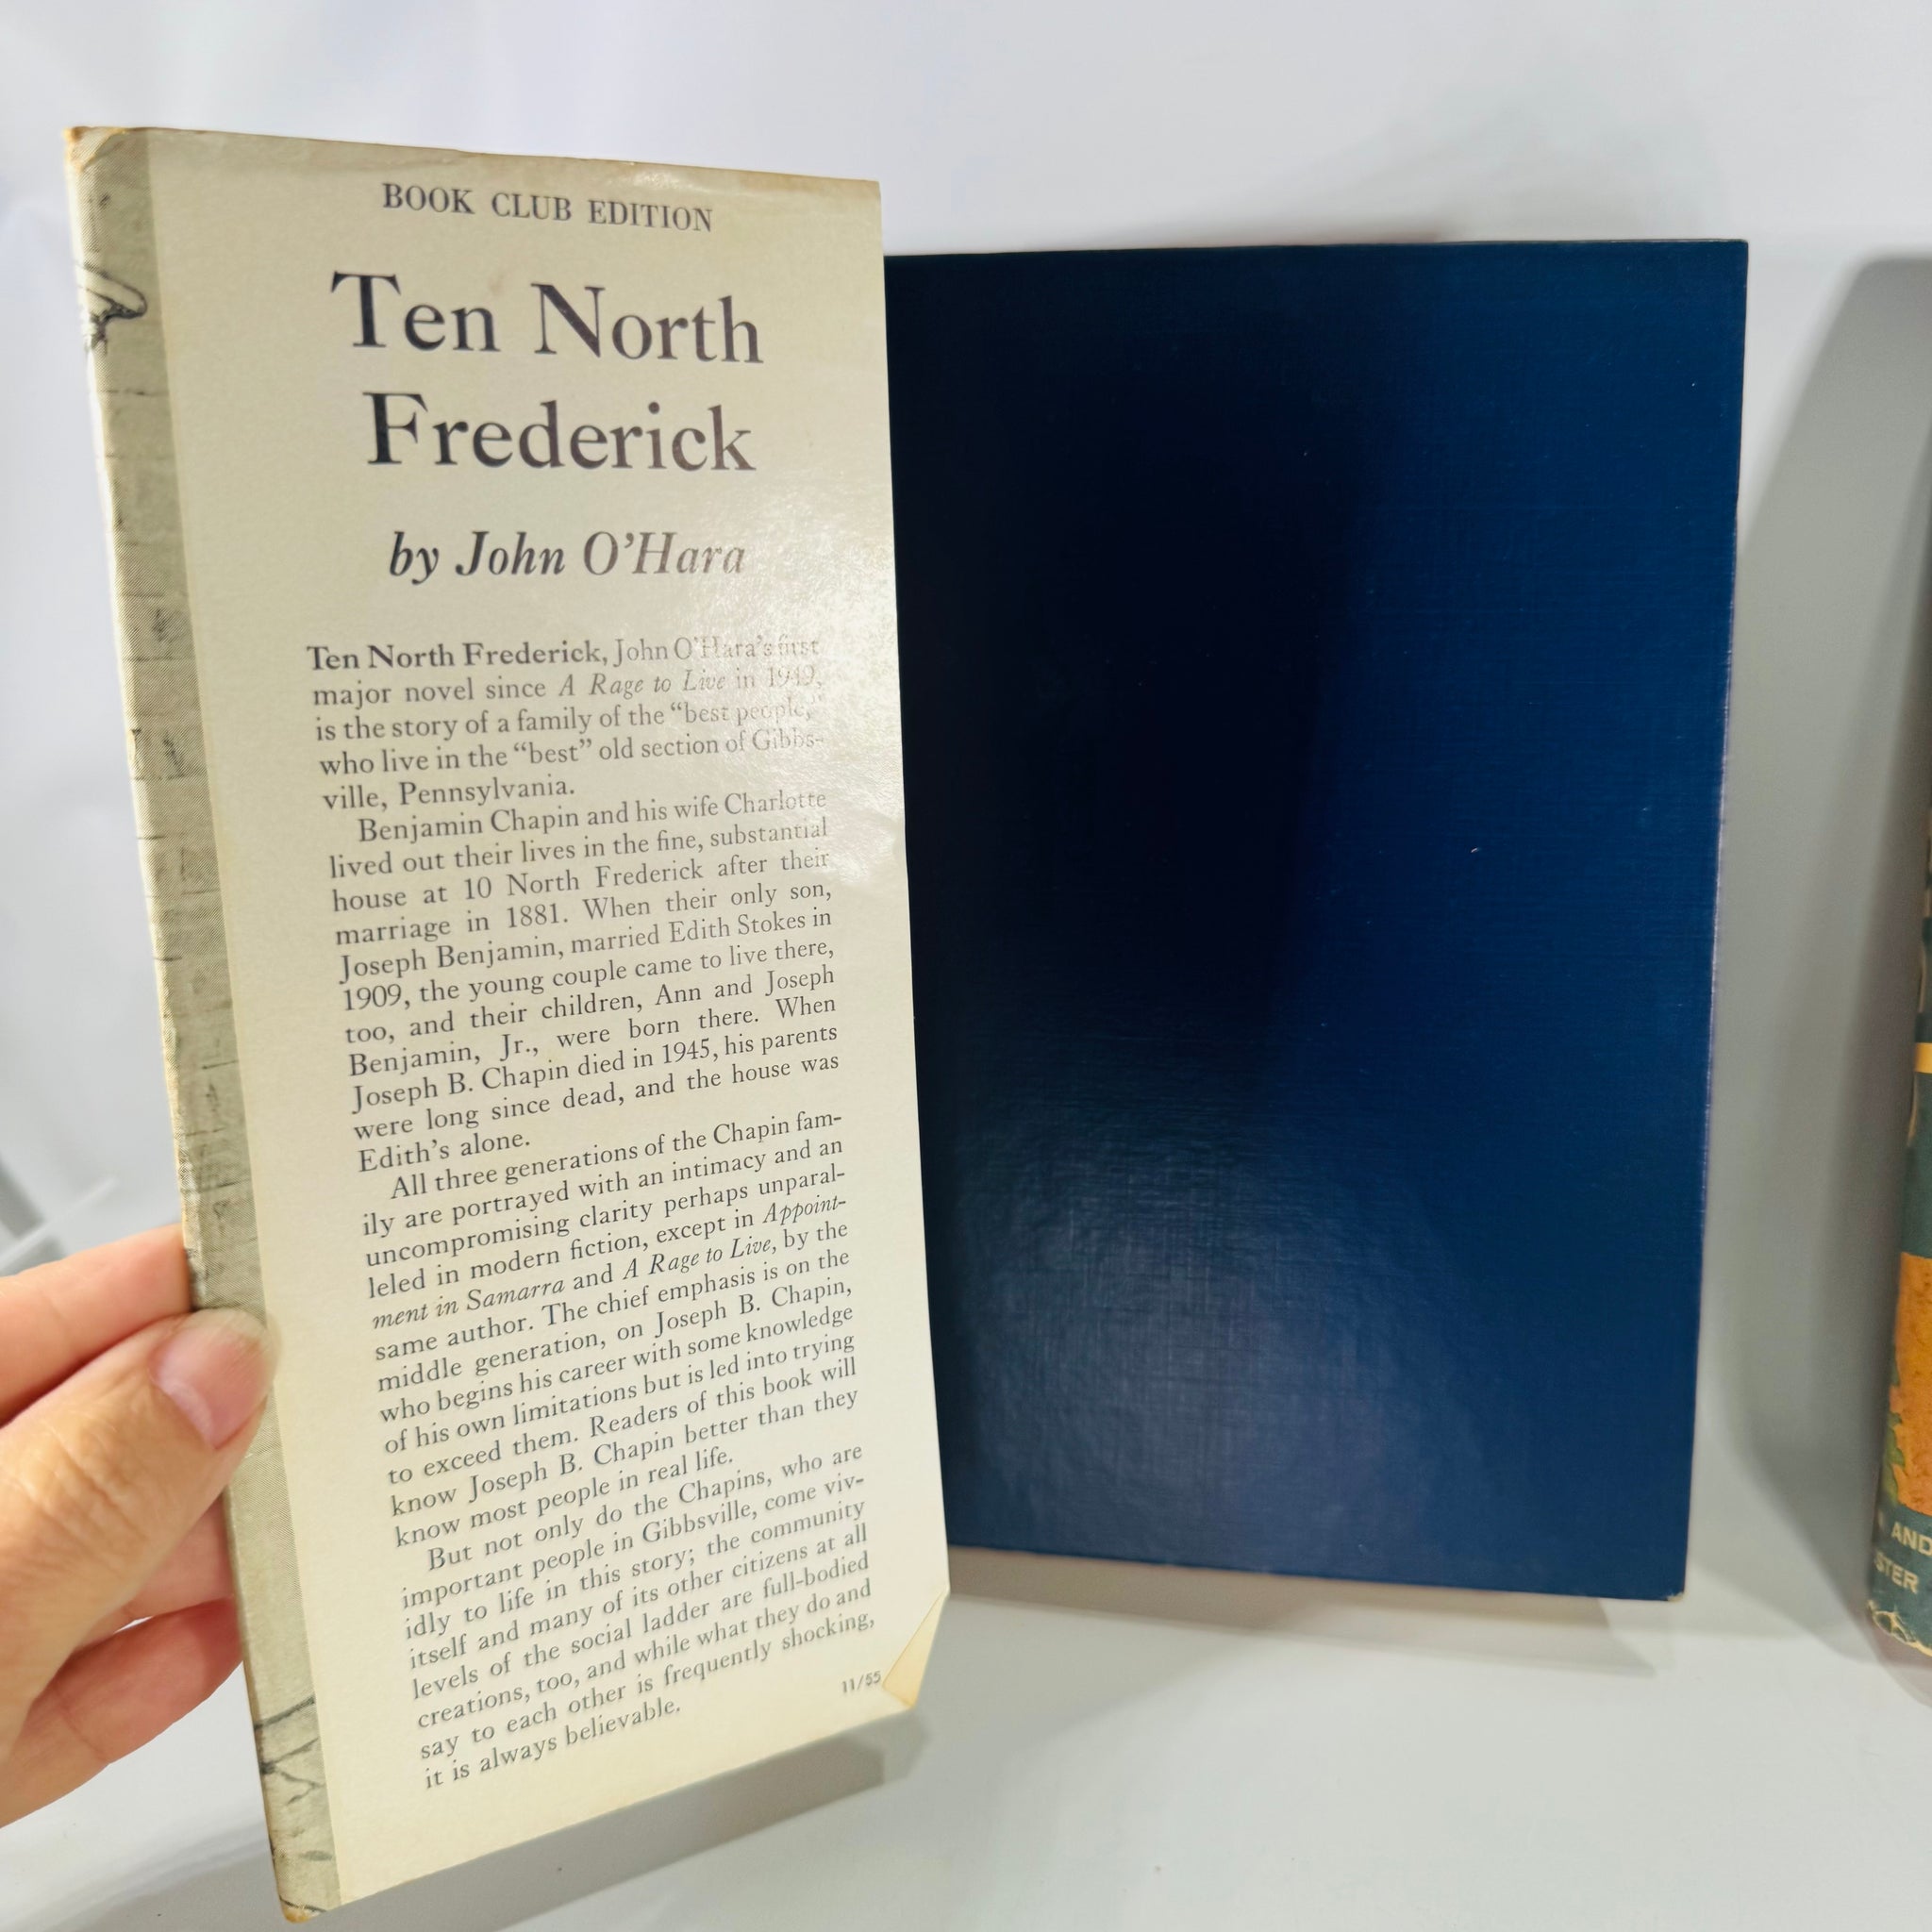 BOOK CLUB EDITION
Ten North
Frederick
by John O'Hara
Ten North Frederick, John O'Hara's first
major novel since A Rage to Live in 1949,
is the story of a family of the "best people,"
who live in the "best" old section of Gibbs-
ville, Pennsylvania.
Benjamin Chapin and his wife Charlotte
lived out their lives in the fine, substantial
house at 10 North Frederick after their
marriage in 1881. When their only son,
Joseph Benjamin, married Edith Stokes in
1909, the young couple came to live there,
too, and their children, Ann and Joseph
Benjamin, Jr., were born there. When
Joseph B. Chapin died in 1945, his parents
were long since dead, and the house was
Edith's alone.
All three generations of the Chapin fam-
ily are portrayed with an intimacy and an
uncompromising clarity perhaps unparal-
leled in modern fiction, except in Appoint-
ment in Samarra and A Rage to Live, by the
same author. The chief emphasis is on the
middle generation, on Joseph B. Chapin,
who begins his career with some knowledge
of his own limitations but is led into trying
to exceed them. Readers of this book will
know Joseph B. Chapin better than they
know most people in real life.
But not only do the Chapins, who are
important people in Gibbsville, come viv-
idly to life in this story; the community
itself and many of its other citizens at all
levels of the social ladder are full-bodied
creations, too, and while what they do and
say to each other is frequently shocking,
it is always believable.
11/55
AND
STER